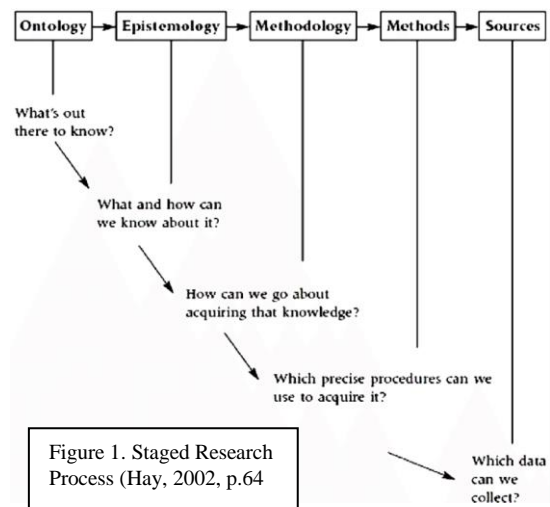 Ontology Epistemology Methodology Methods Sources
What's out
there to know?
What and how can
we know about it?
How can we go about
acquiring that knowledge?
Which precise procedures can we
use to acquire it?
Which data
can we
collect?
Figure 1. Staged Research
Process (Hay, 2002, p.64